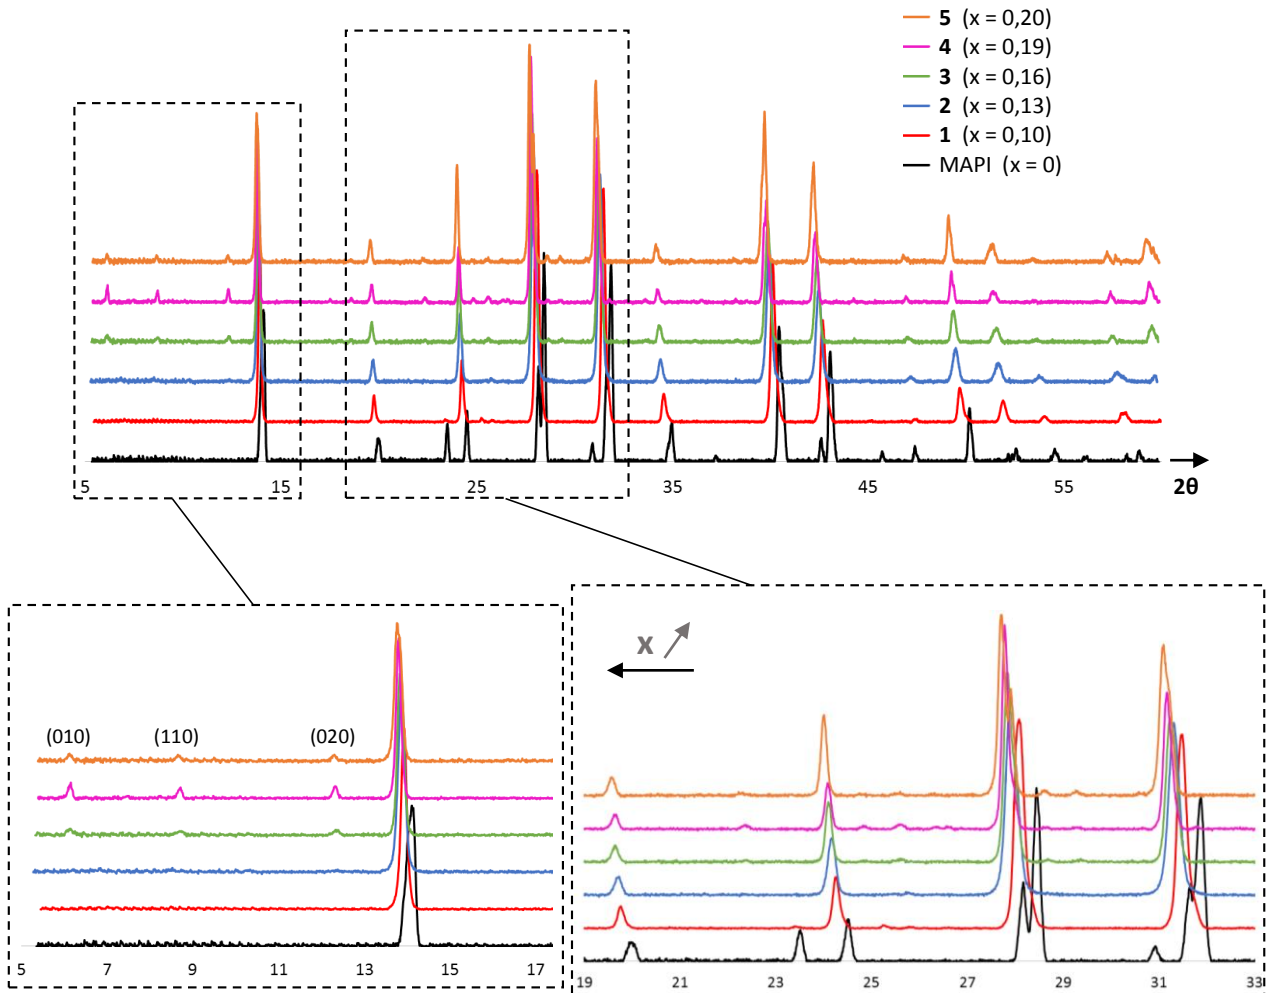 5 (x = 0,20)
4 (x = 0,19)
3 (x = 0,16)
2 (x = 0,13)
1 (x = 0,10)
MAPI (x = 0)
5 15 25 35 45 55 2θ
(010) (110) (020)
5 7 9 11 13 15 17
x
19 21 23 25 27 29 31 33